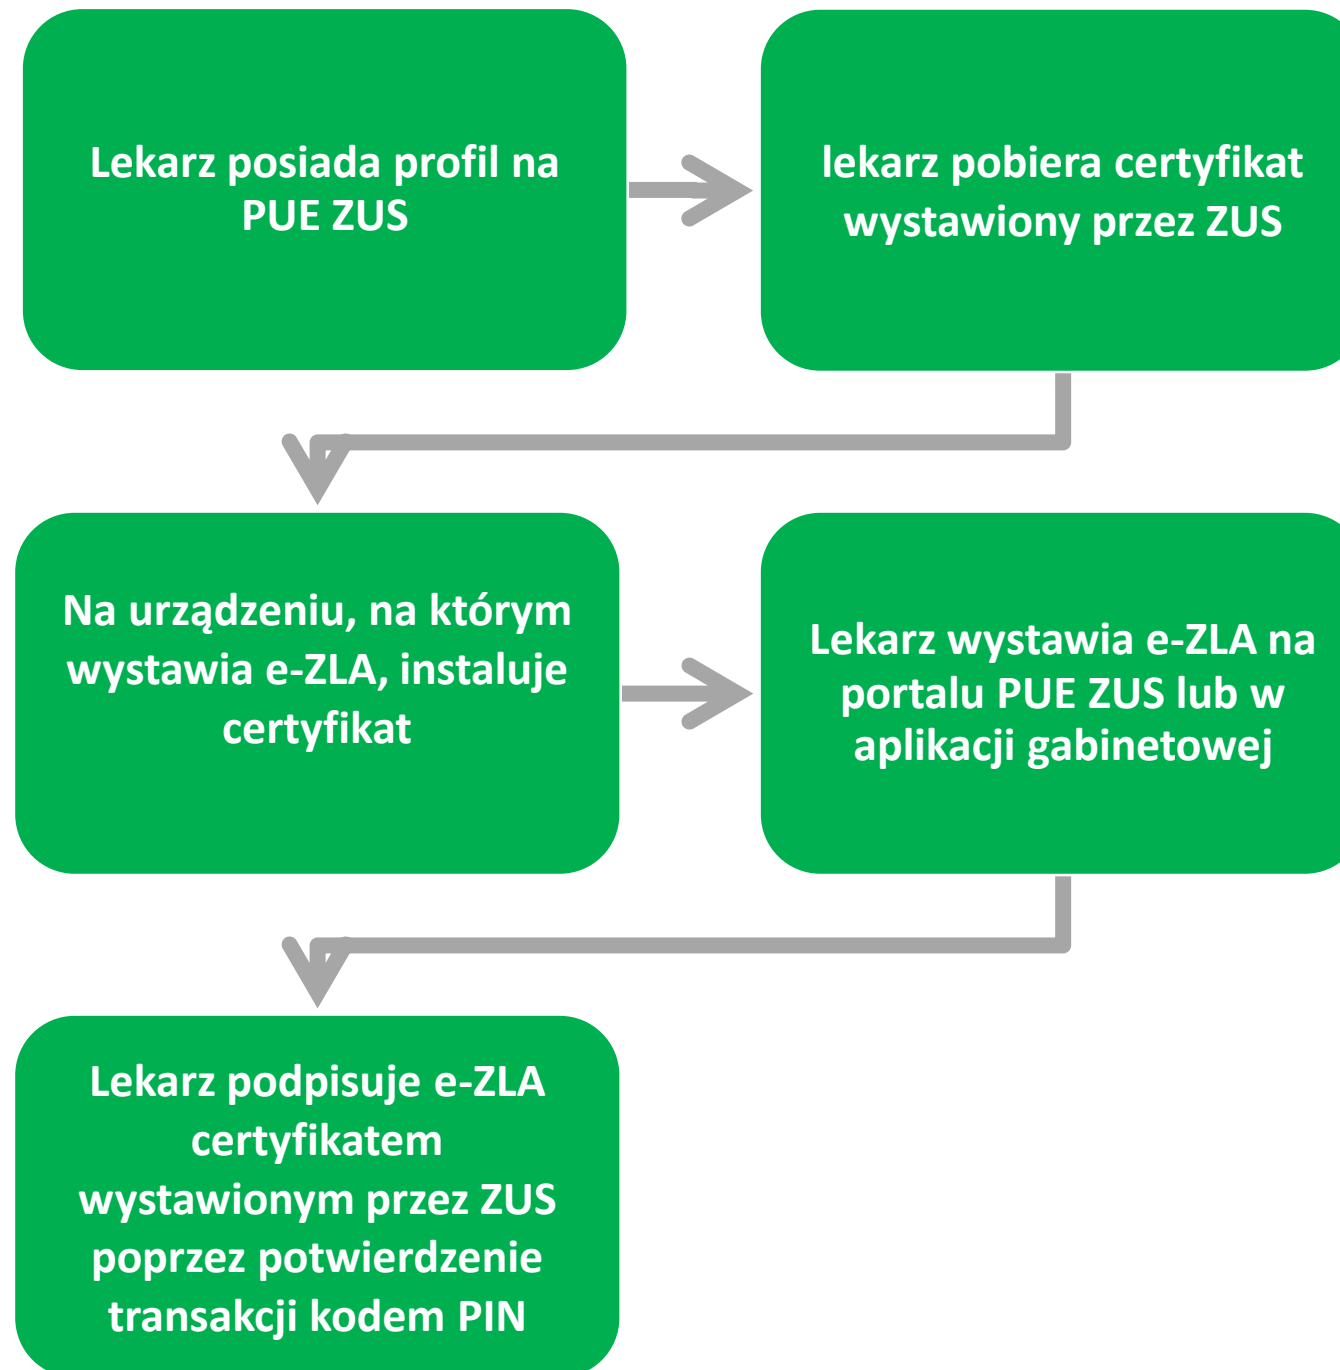 Lekarz posiada profil na
PUE ZUS
lekarz pobiera certyfikat
wystawiony przez ZUS
Na urządzeniu, na którym
wystawia e-ZLA, instaluje
certyfikat
Lekarz wystawia e-ZLA na
portalu PUE ZUS lub w
aplikacji gabinetowej
Lekarz podpisuje e-ZLA
certyfikatem
wystawionym przez ZUS
poprzez potwierdzenie
transakcji kodem PIN